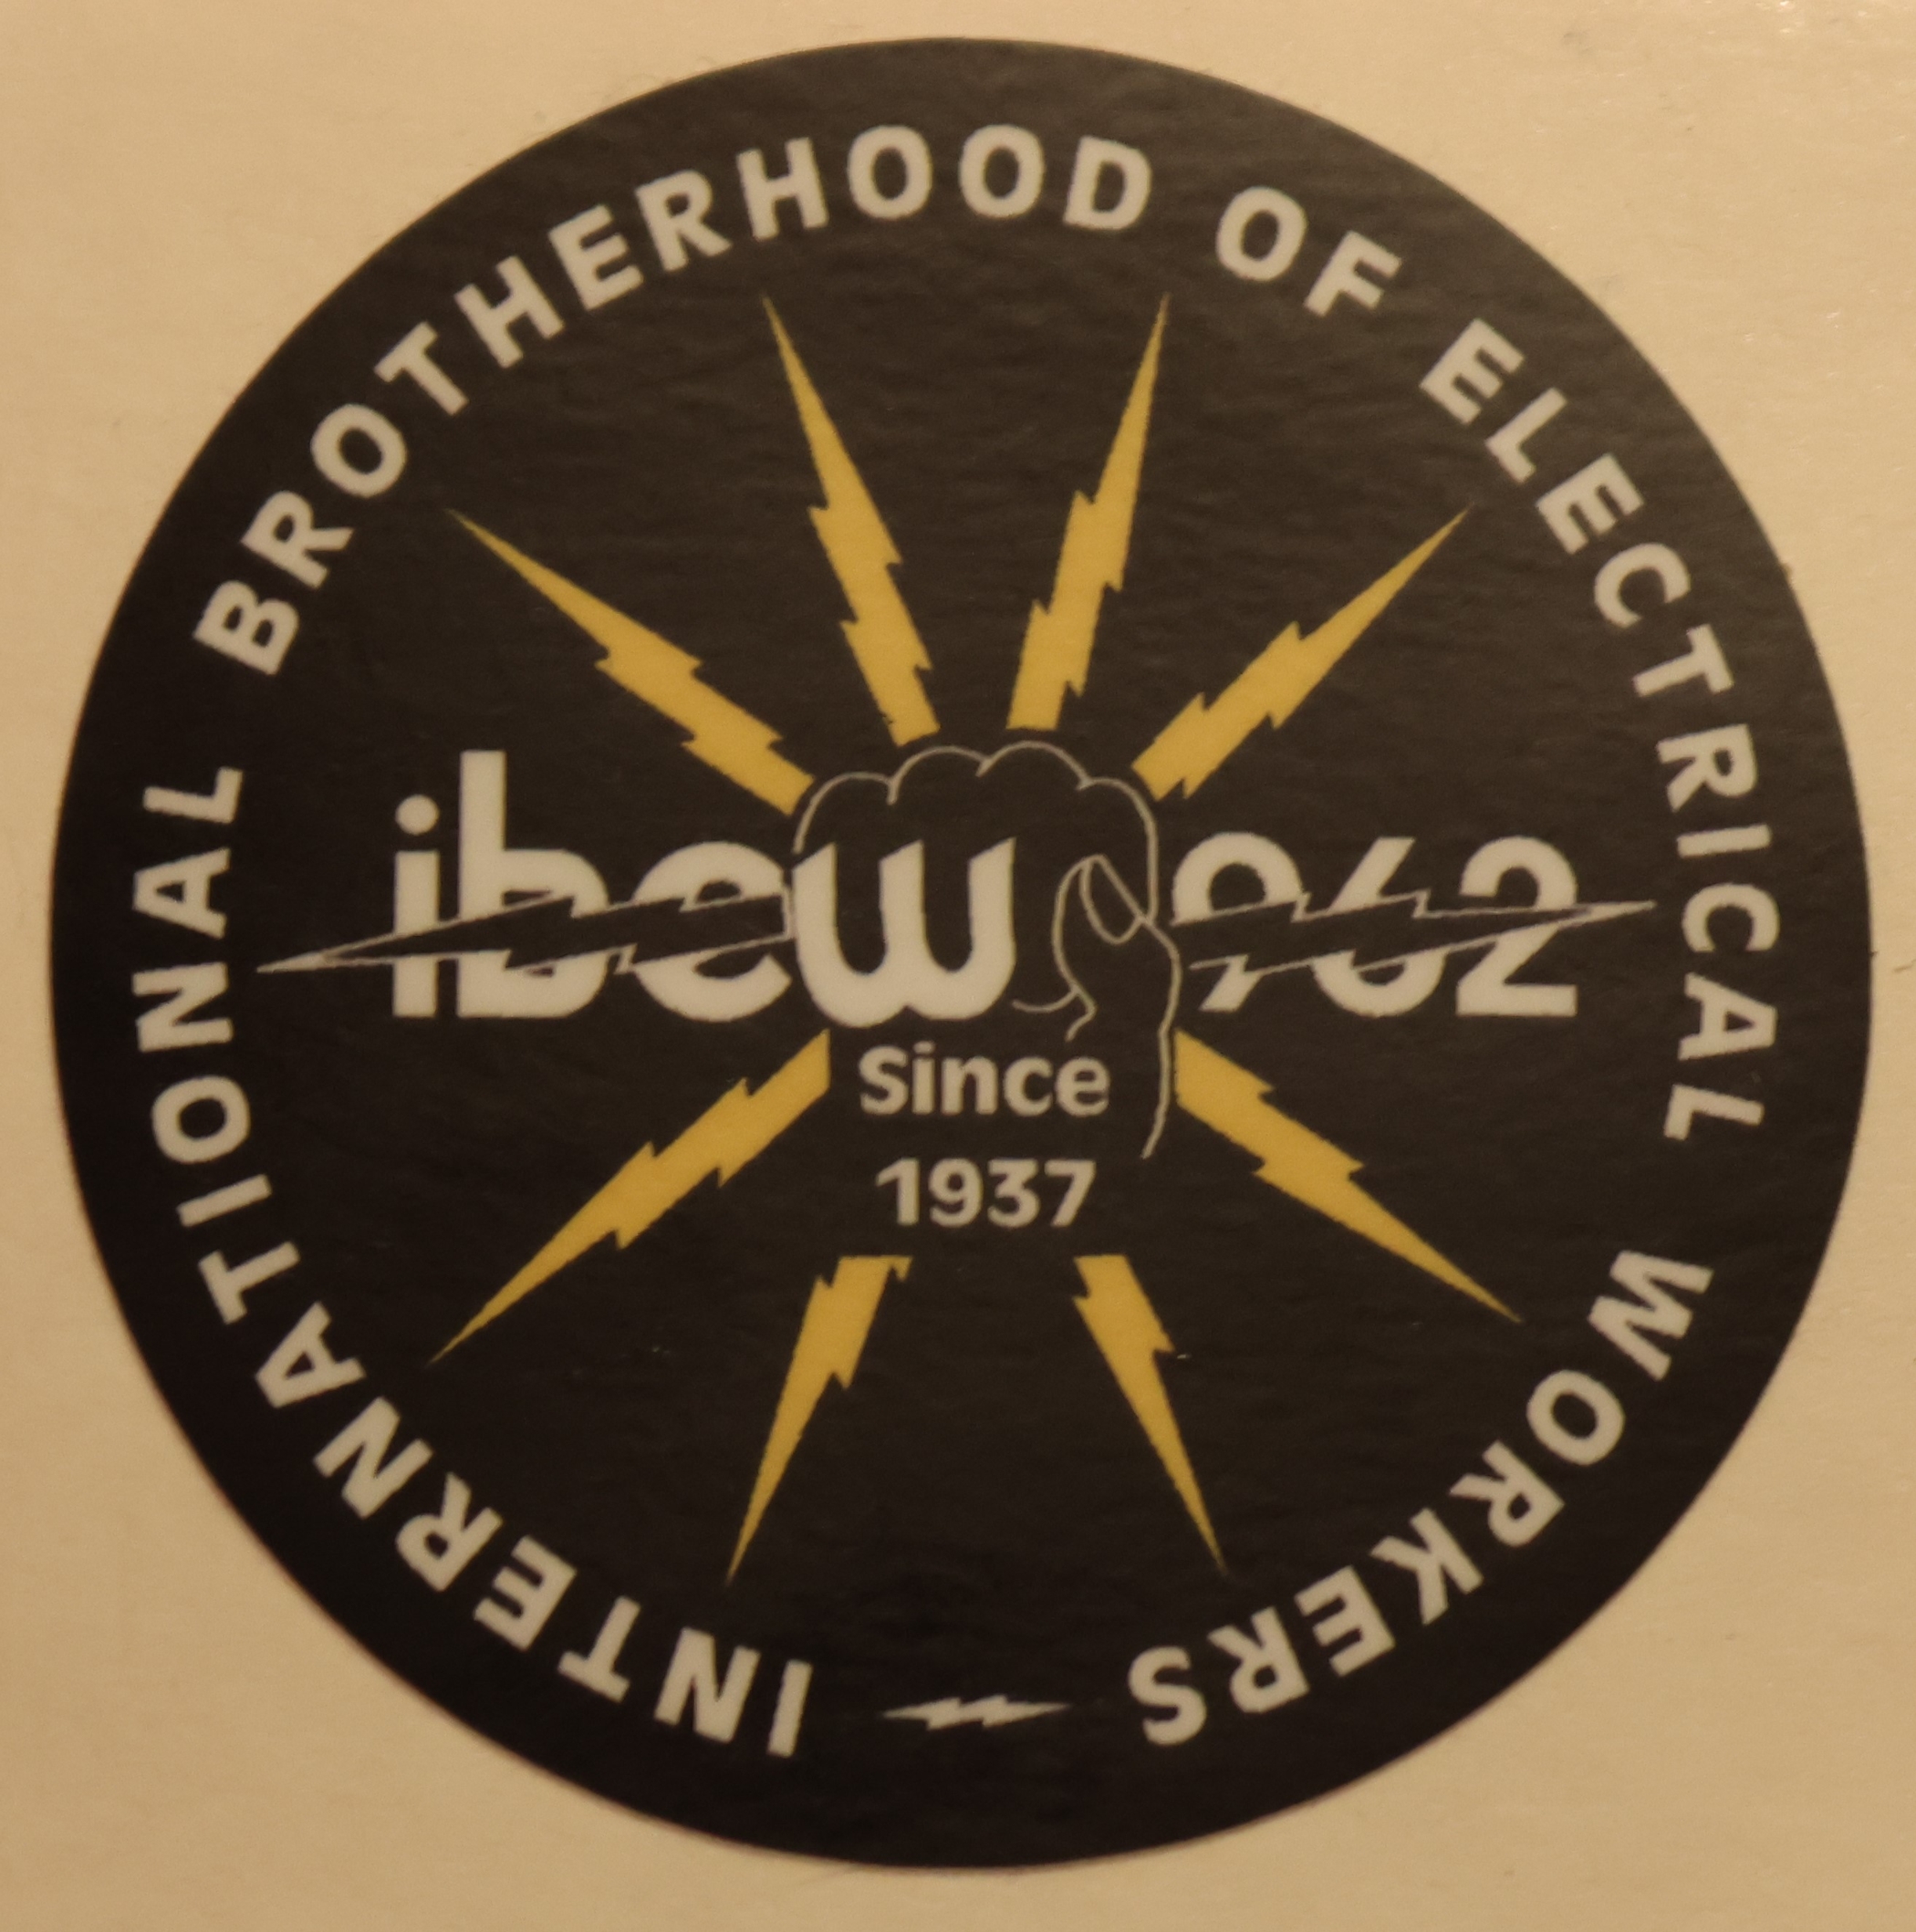 INTERNATIONAL BROTHERHOOD OF ELECTRICAL WORKERS
ibew 962
Since
1937